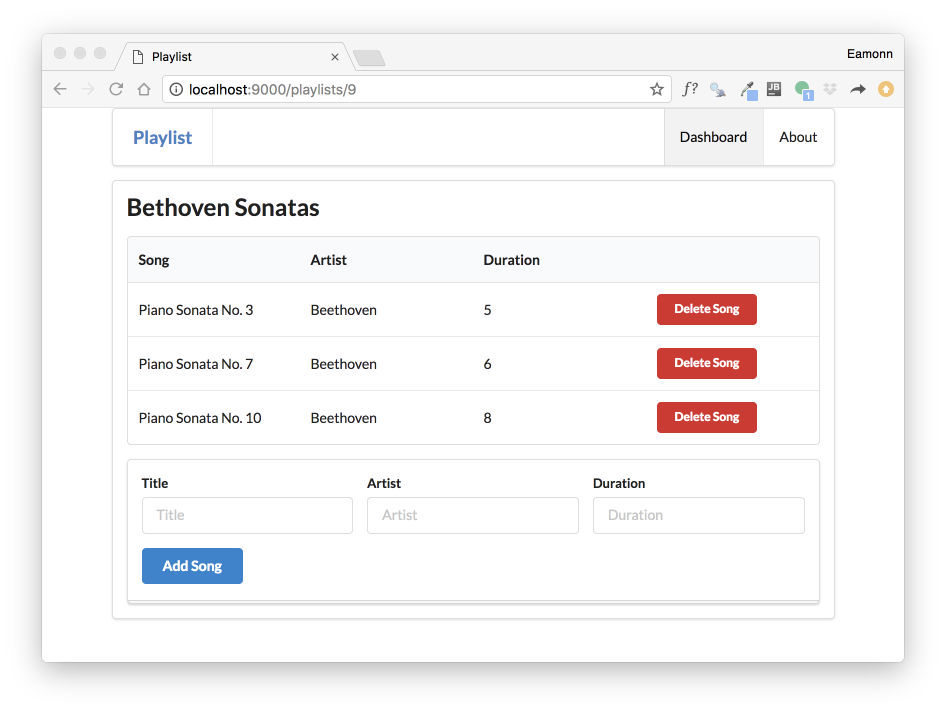 Playlist
Eamonn
localhost:9000/playlists/9
f?
JB
1
Playlist Dashboard About
Bethoven Sonatas
Song Artist Duration
Piano Sonata No. 3 Beethoven 5 Delete Song
Piano Sonata No. 7 Beethoven 6 Delete Song
Piano Sonata No. 10 Beethoven 8 Delete Song
Title Artist Duration
Title Artist Duration
Add Song